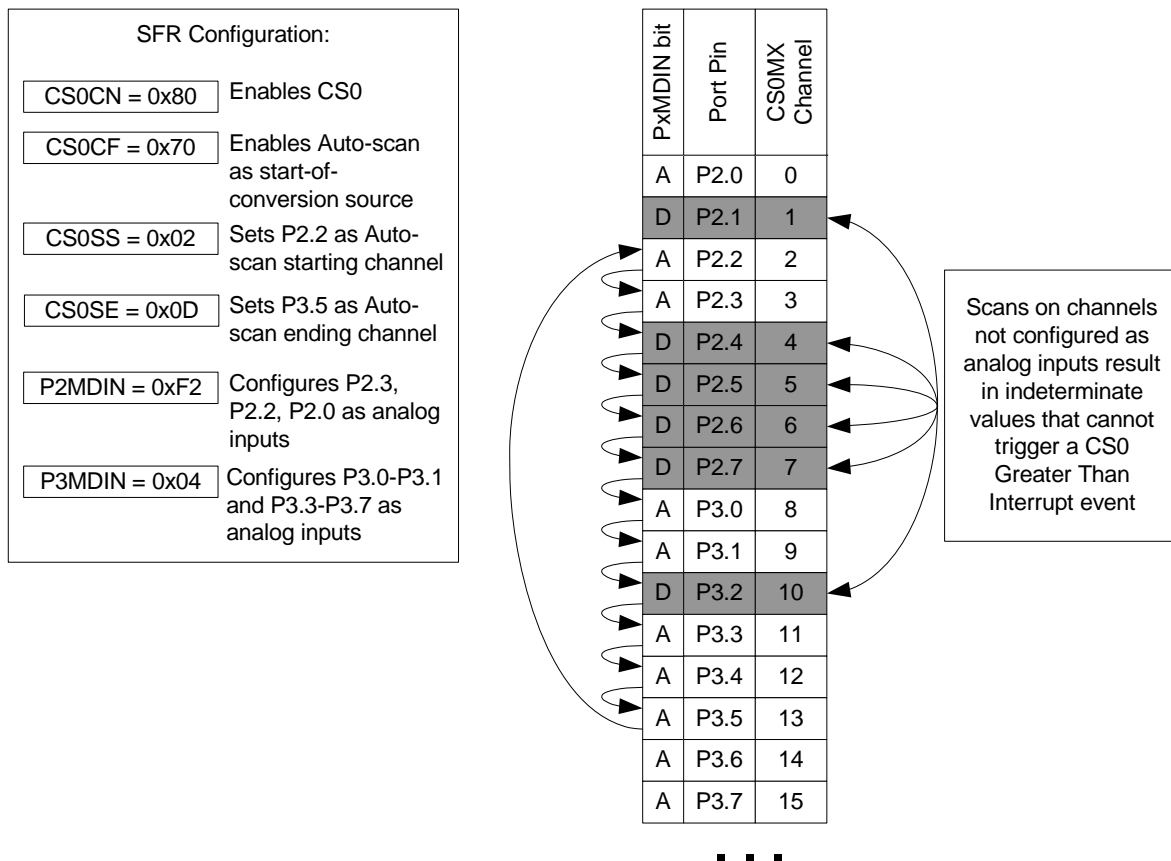 SFR Configuration:
CS0CN = 0x80
Enables CS0
CS0CF = 0x70
Enables Auto-scan
as start-of-
conversion source
CS0SS = 0x02
Sets P2.2 as Auto-
scan starting channel
CS0SE = 0x0D
Sets P3.5 as Auto-
scan ending channel
P2MDIN = 0xF2
Configures P2.3,
P2.2, P2.0 as analog
inputs
P3MDIN = 0x04
Configures P3.0-P3.1
and P3.3-P3.7 as
analog inputs
PxMDIN bit
Port Pin
CS0MX
Channel
A P2.0 0
D P2.1 1
A P2.2 2
A P2.3 3
D P2.4 4
D P2.5 5
D P2.6 6
D P2.7 7
A P3.0 8
A P3.1 9
D P3.2 10
A P3.3 11
A P3.4 12
A P3.5 13
A P3.6 14
A P3.7 15
Scans on channels
not configured as
analog inputs result
in indeterminate
values that cannot
trigger a CS0
Greater Than
Interrupt event